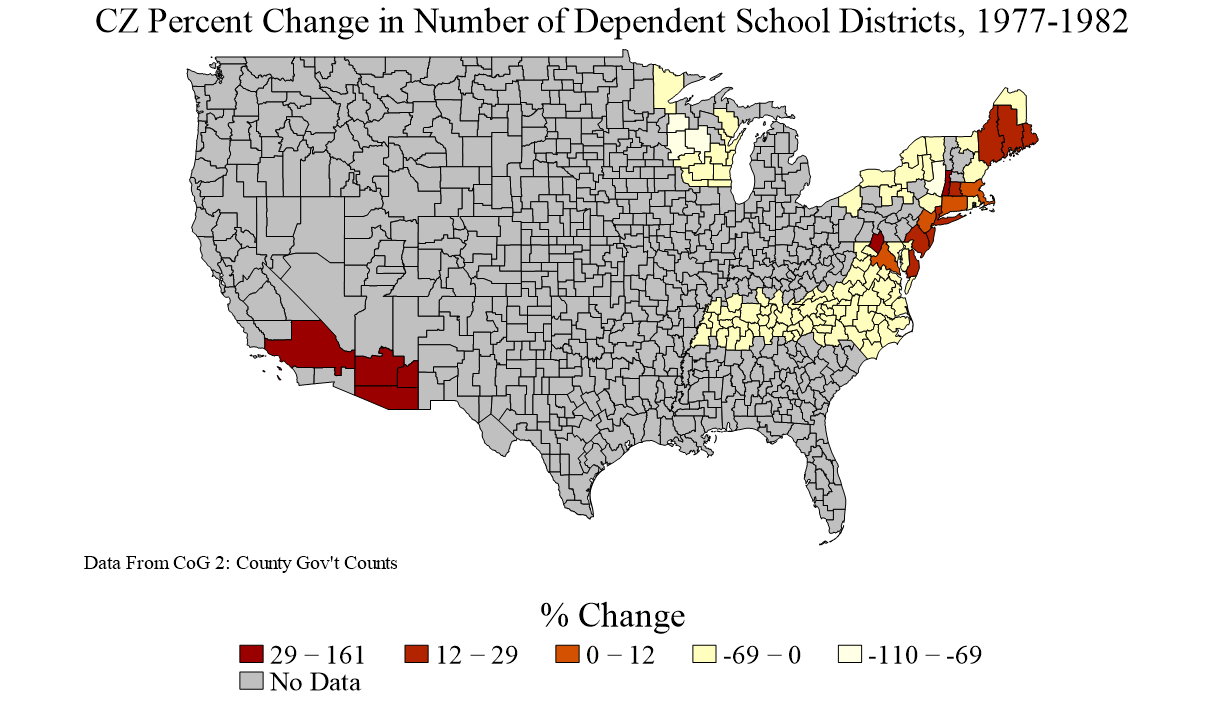 CZ Percent Change in Number of Dependent School Districts, 1977-1982
Data From CoG 2: County Gov't Counts
% Change
29 − 161 12 − 29 0 − 12 -69 − 0 -110 − -69
No Data